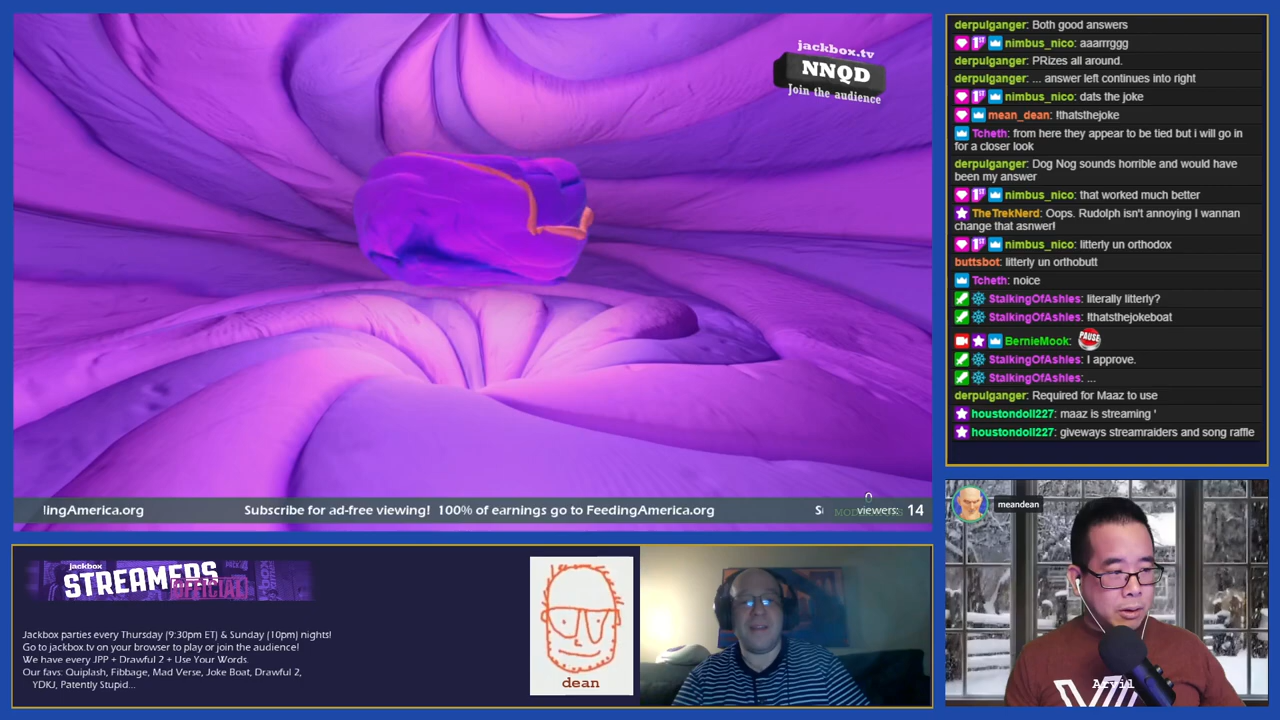 jackbox.tv
NNQD
Join the audience
lingAmerica.org
Subscribe for ad-free viewing!  100% of earnings go to FeedingAmerica.org
S
0
viewers: 14
jackbox
STREAMERS
OFFICIAL
Jackbox parties every Thursday (9:30pm ET) & Sunday (10pm) nights!
Go to jackbox.tv on your browser to play or join the audience!
We have every JPP + Drawful 2 + Use Your Words.
Our favs: Quiplash, Fibbage, Mad Verse, Joke Boat, Drawful 2,
YDKJ, Patently Stupid...
dean
derpulganger: Both good answers
nimbus_nico: aaarrrggg
derpulganger: PRizes all around.
derpulganger: ... answer left continues into right
nimbus_nico: dats the joke
mean_dean: !thatsthejoke
Tcheth: from here they appear to be tied but i will go in
for a closer look
derpulganger: Dog Nog sounds horrible and would have
been my answer
nimbus_nico: that worked much better
TheTrekNerd: Oops. Rudolph isn't annoying I wannan
change that asnwer!
nimbus_nico: litterly un orthodox
buttsbot: litterly un orthobutt
Tcheth: noice
StalkingOfAshles: literally litterly?
StalkingOfAshles: !thatsthejokeboat
BernieMook: PAUSE
StalkingOfAshles: I approve.
StalkingOfAshles: ...
derpulganger: Required for Maaz to use
houstondoll227: maaz is streaming '
houstondoll227: giveways streamraiders and song raffle
meandean